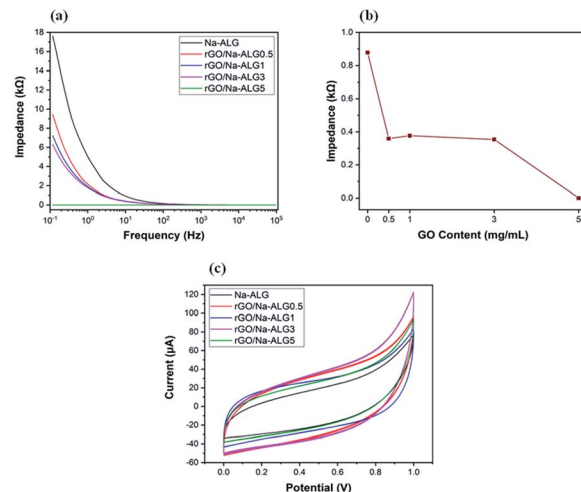 (a)
18
16
14
12
10
8
6
4
2
0
Impedance (kΩ)
Na-ALG
rGO/Na-ALG0.5
rGO/Na-ALG1
rGO/Na-ALG3
rGO/Na-ALG5
10⁻¹ 10⁰ 10¹ 10² 10³ 10⁴ 10⁵
Frequency (Hz)
(b)
1.0
0.8
0.6
0.4
0.2
0.0
Impedance (kΩ)
0 0.5 1 3 5
GO Content (mg/mL)
(c)
120
100
80
60
40
20
0
-20
-40
-60
Current (µA)
Na-ALG
rGO/Na-ALG0.5
rGO/Na-ALG1
rGO/Na-ALG3
rGO/Na-ALG5
0.0 0.2 0.4 0.6 0.8 1.0
Potential (V)